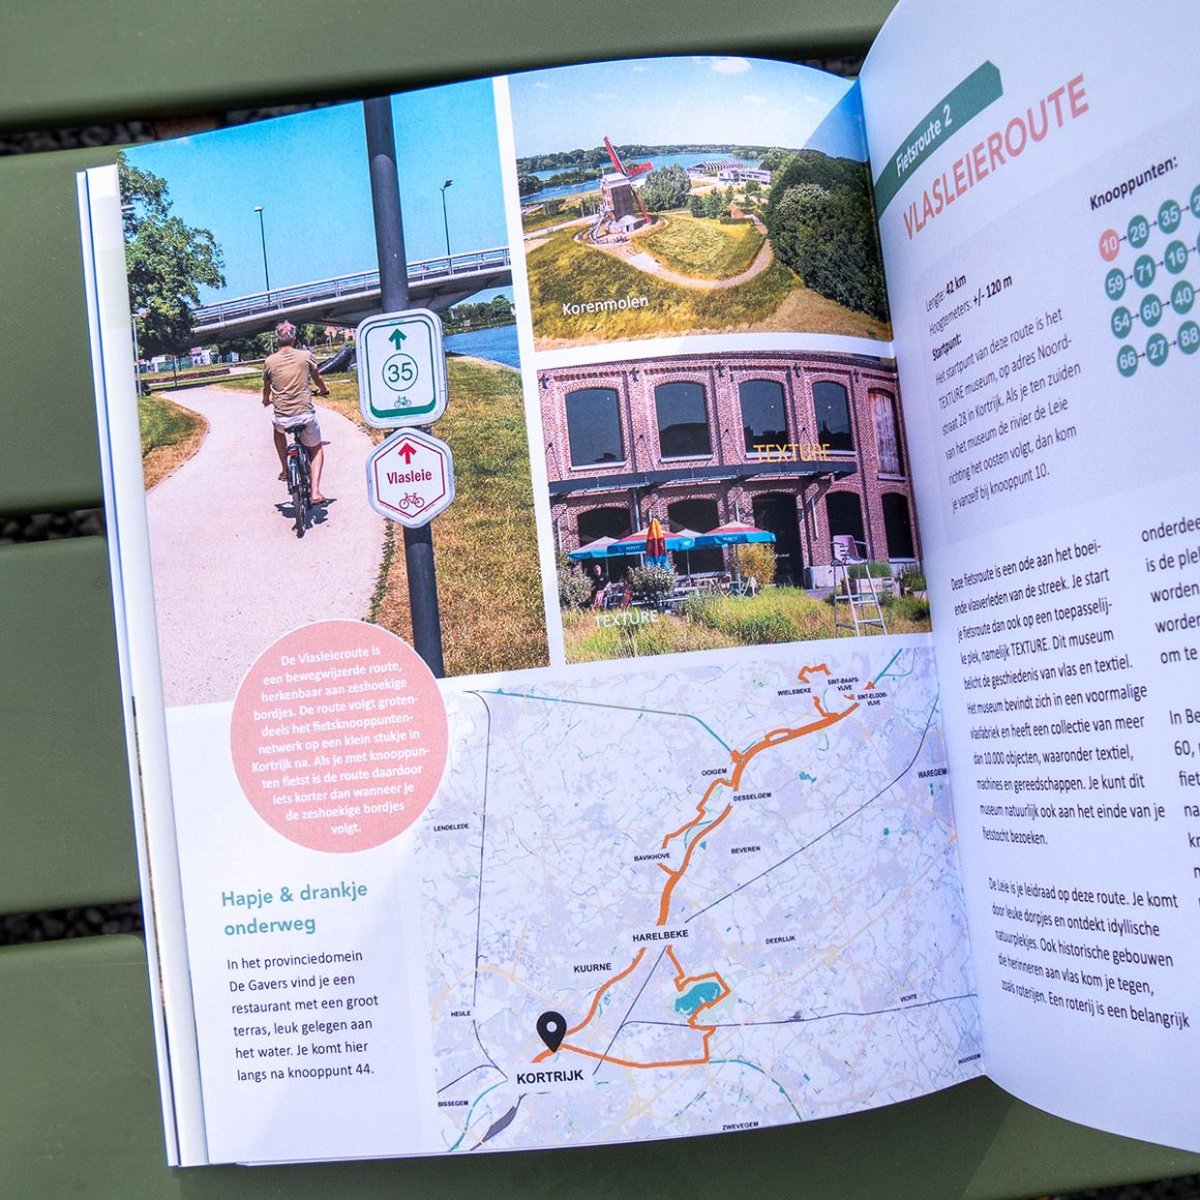 35
Vlasleie
Korenmolen
TEXTURE
TEXTURE
De Vlasleieroute is
een bewegwijzerde route,
herkenbaar aan zeshoekige
bordjes. De route volgt groten-
deels het fietsknooppunten-
netwerk op een klein stukje in
Kortrijk na. Als je met knooppun-
ten fietst is de route daardoor
iets korter dan wanneer je
de zeshoekige bordjes
volgt.
Hapje & drankje
onderweg
In het provinciedomein
De Gavers vind je een
restaurant met een groot
terras, leuk gelegen aan
het water. Je komt hier
langs na knooppunt 44.
WIELSBEKE
SINT-BAAFS-
VIJVE
SINT-ELOOIS-
VIJVE
OOIGEM
DESSELGEM
WAREGEM
LENDELEDE
BAVIKHOVE
BEVEREN
HARELBEKE
DEERLIJK
KUURNE
HEULE
VICHTE
KORTRIJK
BISSEGEM
ZWEVEGEM
Fietsroute 2
VLASLEIEROUTE
Lengte: 42 km
Hoogtemeters: +/- 120 m
Startpunt:
Het startpunt van deze route is het
TEXTURE museum, op adres Noord-
straat 28 in Kortrijk. Als je ten zuiden
van het museum de rivier de Leie
richting het oosten volgt, dan kom
je vanzelf bij knooppunt 10.
Knooppunten:
10 28 35
59 71 16
54 60 40
66 27 88
Deze fietsroute is een ode aan het boei-
ende vlasverleden van de streek. Je start
je fietsroute dan ook op een toepasselij-
ke plek, namelijk TEXTURE. Dit museum
belicht de geschiedenis van vlas en textiel.
Het museum bevindt zich in een voormalige
vlasfabriek en heeft een collectie van meer
dan 10.000 objecten, waaronder textiel,
machines en gereedschappen. Je kunt dit
museum natuurlijk ook aan het einde van je
fietstocht bezoeken.
De Leie is je leidraad op deze route. Je komt
door leuke dorpjes en ontdekt idyllische
natuurplekjes. Ook historische gebouwen
die herinneren aan vlas kom je tegen,
zoals roterijen. Een roterij is een belangrijk
onderdee
is de ple
worden
worder
om te
In Be
60,
fiet
na